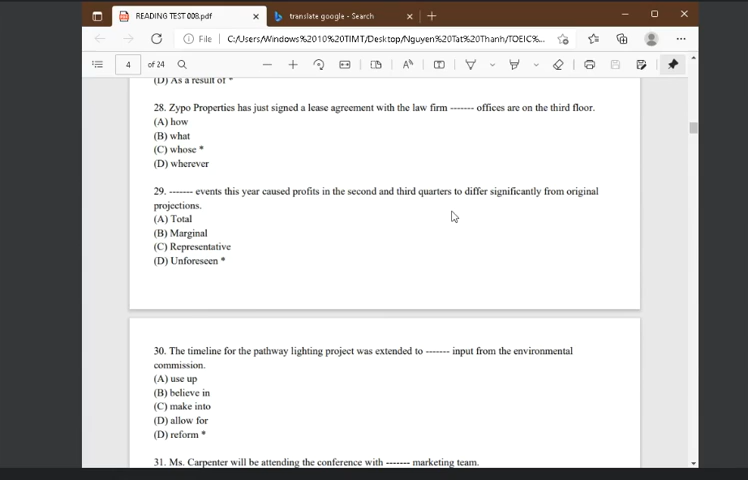 READING TEST 008.pdf
translate google - Search
File
C:/Users/Windows%2010%20TIMT/Desktop/Nguyen%20Tat%20Thanh/TOEIC%...
4 of 24
(D) As a result of *
28. Zypo Properties has just signed a lease agreement with the law firm ------- offices are on the third floor.
(A) how
(B) what
(C) whose *
(D) wherever
29. ------- events this year caused profits in the second and third quarters to differ significantly from original
projections.
(A) Total
(B) Marginal
(C) Representative
(D) Unforeseen *
30. The timeline for the pathway lighting project was extended to ------- input from the environmental
commission.
(A) use up
(B) believe in
(C) make into
(D) allow for
(D) reform *
31. Ms. Carpenter will be attending the conference with ------- marketing team.